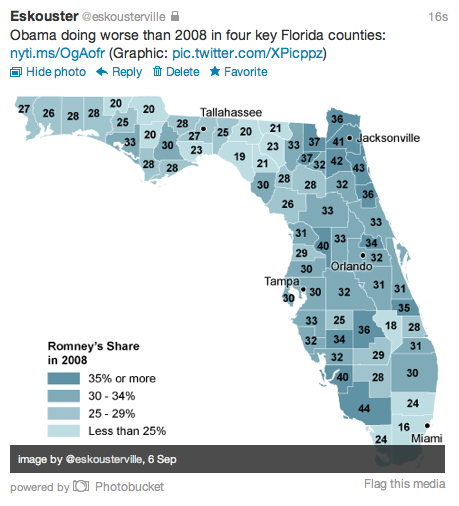 Eskouster @eskousterville 16s
Obama doing worse than 2008 in four key Florida counties:
nyti.ms/OgAofr (Graphic: pic.twitter.com/XPicppz)
Hide photo Reply Delete Favorite
27 26 28 28 20 20
25 33 20 30 28 27 25 20 21
28 28 23 19 21 23 33 37
Tallahassee
36
41 Jacksonville
37 32 42 43
30 28 28 32 36
26 33 33
31 40 33 34
29 32
Orlando
30 31 31
Tampa
30 30 32 35
33 25 36 18 28
32 34 31
32 29 30
40 28
44 24
16
24 Miami
Romney's Share
in 2008
35% or more
30 - 34%
25 - 29%
Less than 25%
image by @eskousterville, 6 Sep
powered by Photobucket Flag this media